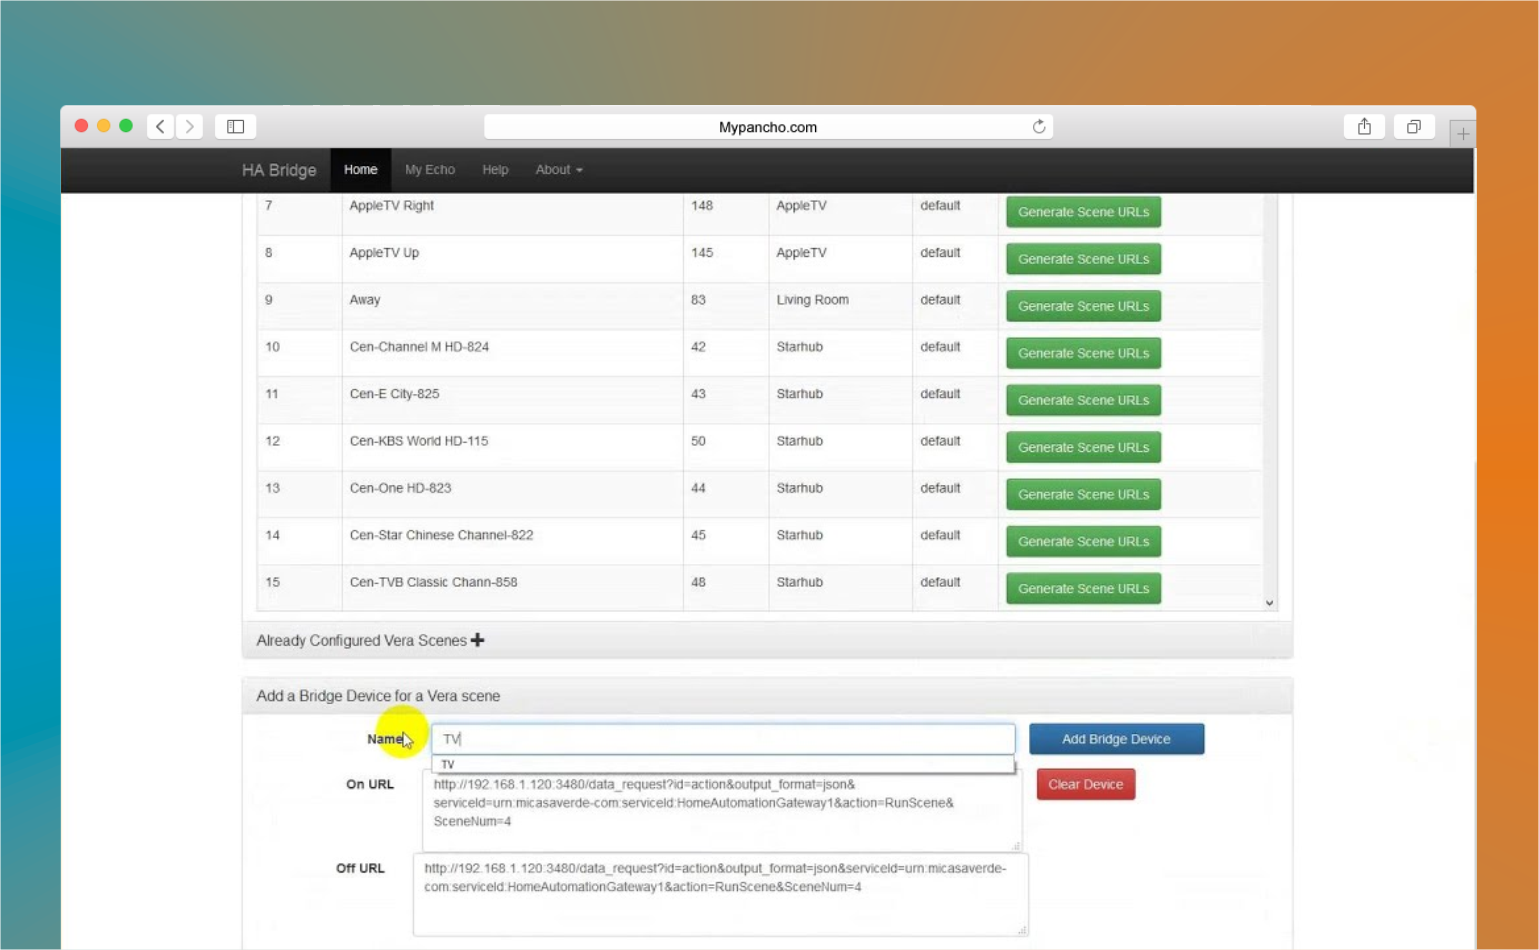 Mypancho.com
HA Bridge Home My Echo Help About
7 AppleTV Right 148 AppleTV default Generate Scene URLs
8 AppleTV Up 145 AppleTV default Generate Scene URLs
9 Away 83 Living Room default Generate Scene URLs
10 Cen-Channel M HD-824 42 Starhub default Generate Scene URLs
11 Cen-E City-825 43 Starhub default Generate Scene URLs
12 Cen-KBS World HD-115 50 Starhub default Generate Scene URLs
13 Cen-One HD-823 44 Starhub default Generate Scene URLs
14 Cen-Star Chinese Channel-822 45 Starhub default Generate Scene URLs
15 Cen-TVB Classic Chann-858 48 Starhub default Generate Scene URLs
Already Configured Vera Scenes
Add a Bridge Device for a Vera scene
Name TV Add Bridge Device
TV
On URL http://192.168.1.120:3480/data_request?id=action&output_format=json& Clear Device
serviceId=urn:micasaverde-com:serviceId:HomeAutomationGateway1&action=RunScene&
SceneNum=4
Off URL http://192.168.1.120:3480/data_request?id=action&output_format=json&serviceId=urn:micasaverde-
com:serviceId:HomeAutomationGateway1&action=RunScene&SceneNum=4